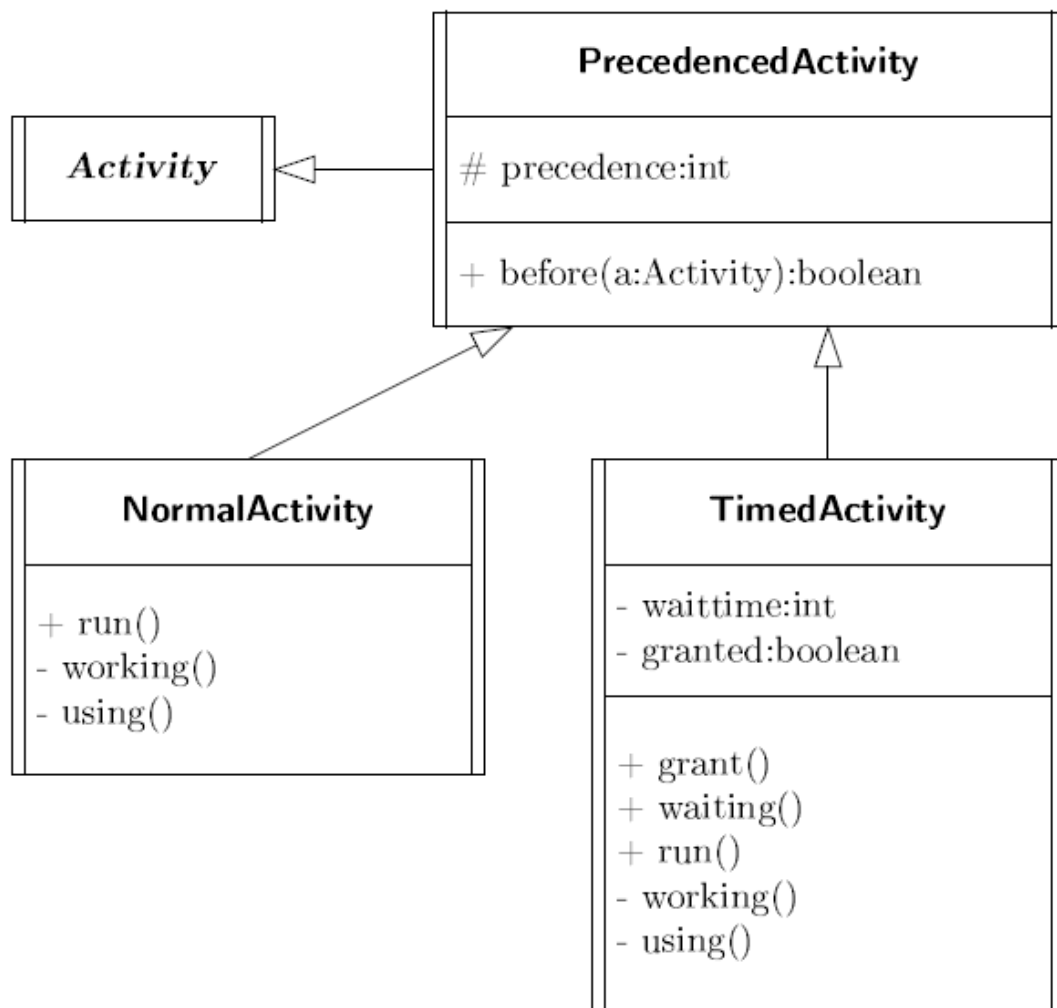 PrecedencedActivity
Activity
# precedence:int
+ before(a:Activity):boolean
NormalActivity
+ run()
- working()
- using()
TimedActivity
- waittime:int
- granted:boolean
+ grant()
+ waiting()
+ run()
- working()
- using()